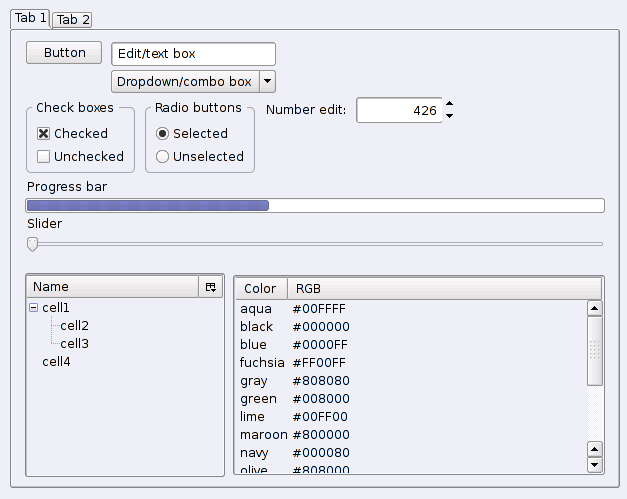 Tab 1 Tab 2
Button Edit/text box
Dropdown/combo box
Check boxes Radio buttons Number edit: 426
Checked Selected
Unchecked Unselected
Progress bar
Slider
Name Color RGB
cell1 aqua #00FFFF
cell2 black #000000
cell3 blue #0000FF
cell4 fuchsia #FF00FF
gray #808080
green #008000
lime #00FF00
maroon #800000
navy #000080
olive #808000